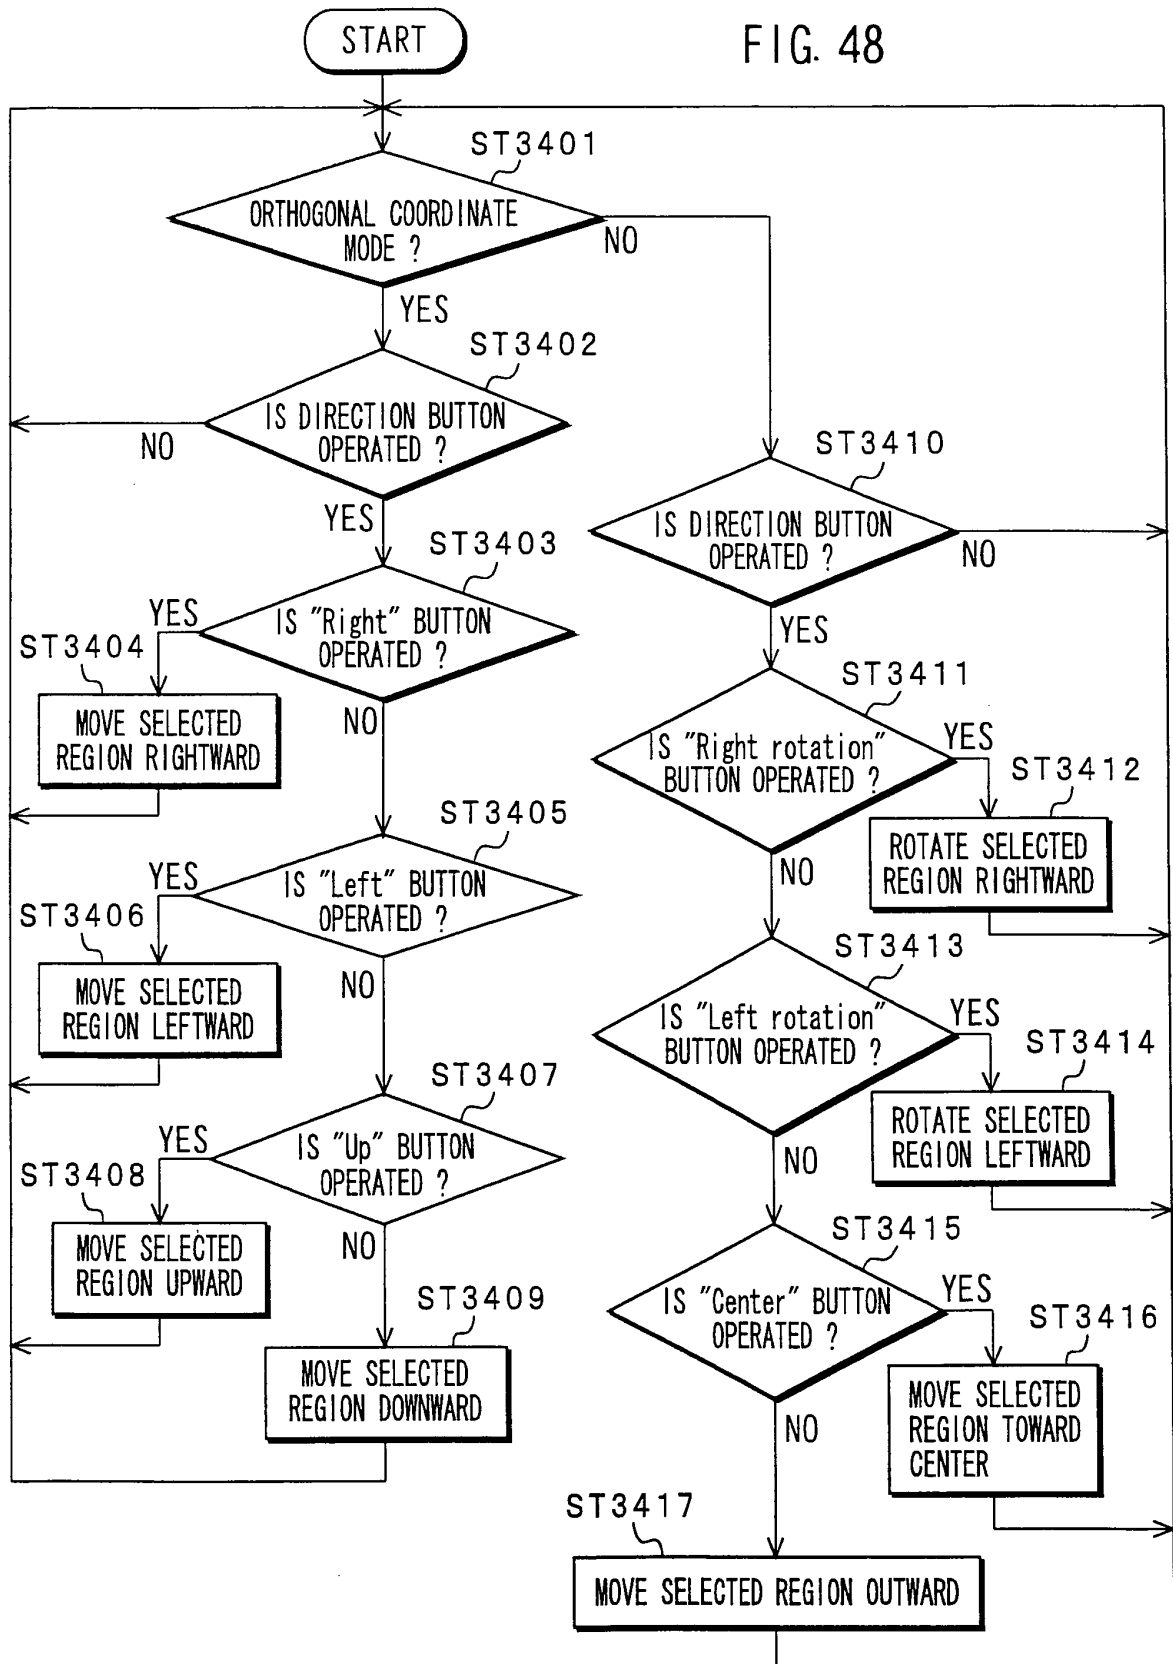 START
FIG. 48
ST3401
ORTHOGONAL COORDINATE
MODE ?
NO
YES
ST3402
IS DIRECTION BUTTON
OPERATED ?
NO
YES
ST3403
IS "Right" BUTTON
OPERATED ?
YES
ST3404
MOVE SELECTED
REGION RIGHTWARD
NO
ST3405
IS "Left" BUTTON
OPERATED ?
YES
ST3406
MOVE SELECTED
REGION LEFTWARD
NO
ST3407
IS "Up" BUTTON
OPERATED ?
YES
ST3408
MOVE SELECTED
REGION UPWARD
NO
ST3409
MOVE SELECTED
REGION DOWNWARD
ST3410
IS DIRECTION BUTTON
OPERATED ?
NO
YES
ST3411
IS "Right rotation"
BUTTON OPERATED ?
YES
ST3412
ROTATE SELECTED
REGION RIGHTWARD
NO
ST3413
IS "Left rotation"
BUTTON OPERATED ?
YES
ST3414
ROTATE SELECTED
REGION LEFTWARD
NO
ST3415
IS "Center" BUTTON
OPERATED ?
YES
ST3416
MOVE SELECTED
REGION TOWARD
CENTER
NO
ST3417
MOVE SELECTED REGION OUTWARD